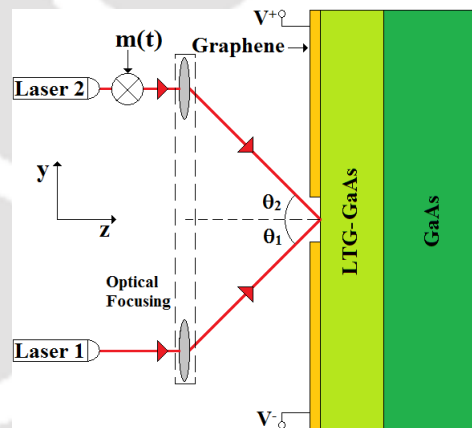 V+
m(t)
Graphene
Laser 2
y
z
θ2
θ1
LTG-GaAs
GaAs
Optical
Focusing
Laser 1
V-